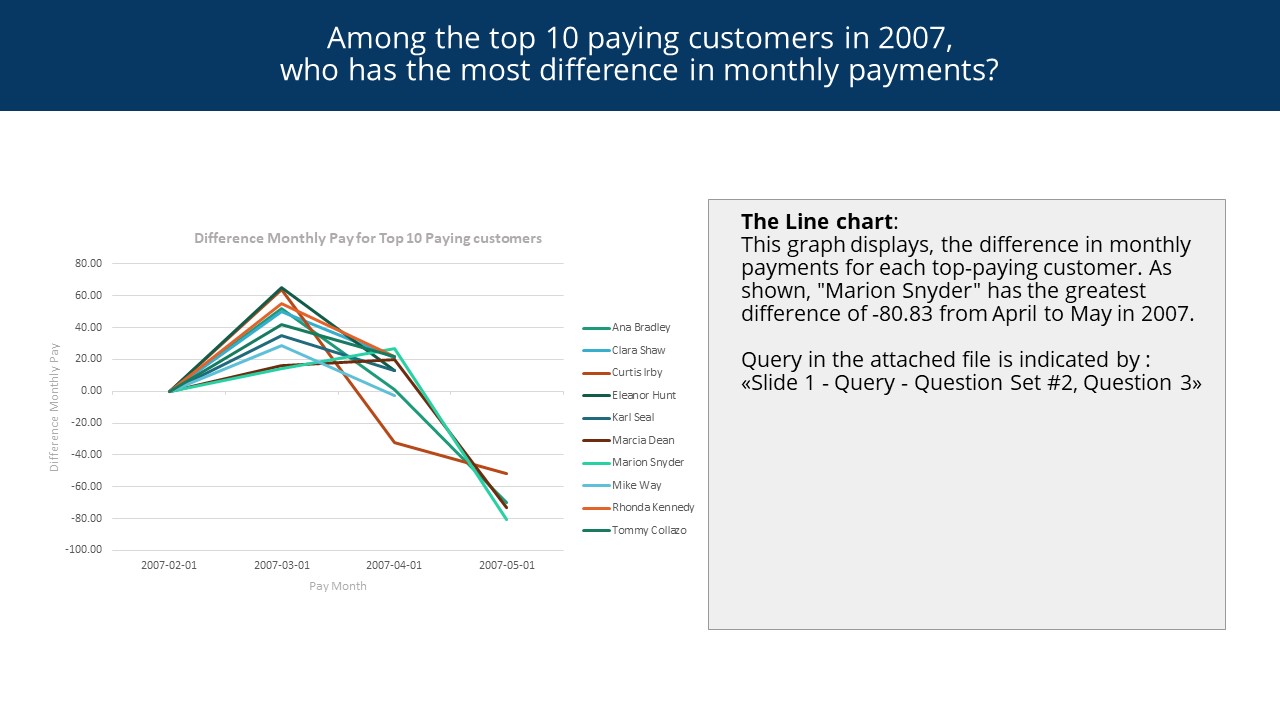 Among the top 10 paying customers in 2007,
who has the most difference in monthly payments?
Difference Monthly Pay for Top 10 Paying customers
80.00
60.00
40.00
20.00
0.00
-20.00
-40.00
-60.00
-80.00
-100.00
Difference Monthly Pay
2007-02-01
2007-03-01
2007-04-01
2007-05-01
Pay Month
Ana Bradley
Clara Shaw
Curtis Irby
Eleanor Hunt
Karl Seal
Marcia Dean
Marion Snyder
Mike Way
Rhonda Kennedy
Tommy Collazo
The Line chart:
This graph displays, the difference in monthly
payments for each top-paying customer. As
shown, "Marion Snyder" has the greatest
difference of -80.83 from April to May in 2007.
Query in the attached file is indicated by :
«Slide 1 - Query - Question Set #2, Question 3»